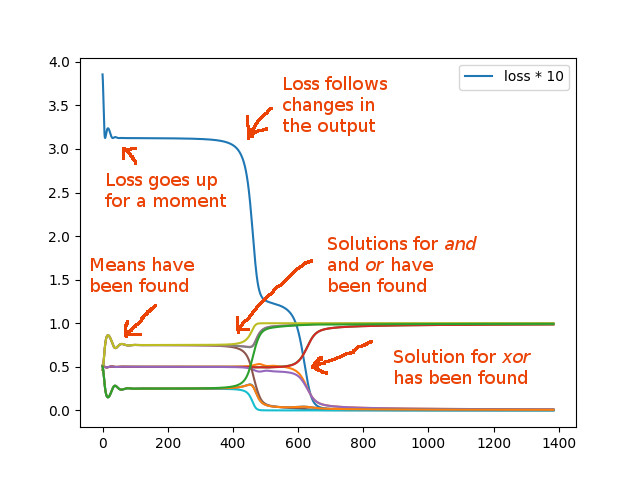 4.0
loss * 10
3.5
Loss follows
changes in
the output
3.0
Loss goes up
for a moment
2.5
2.0
Solutions for and
and or have
been found
Means have
been found
1.5
1.0
Solution for xor
has been found
0.5
0.0
0 200 400 600 800 1000 1200 1400